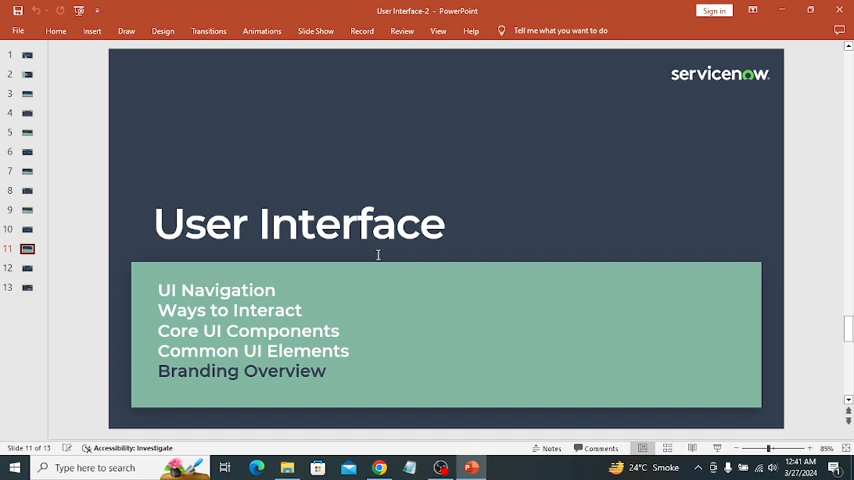 User Interface-2 - PowerPoint
Sign in
File Home Insert Draw Design Transitions Animations Slide Show Record Review View Help Tell me what you want to do
1
2
3
4
5
6
7
8
9
10
11
12
13
servicenow
User Interface
UI Navigation
Ways to Interact
Core UI Components
Common UI Elements
Branding Overview
Slide 11 of 13 Accessibility: Investigate Notes Comments 85%
Type here to search 24°C Smoke 12:41 AM
3/27/2024